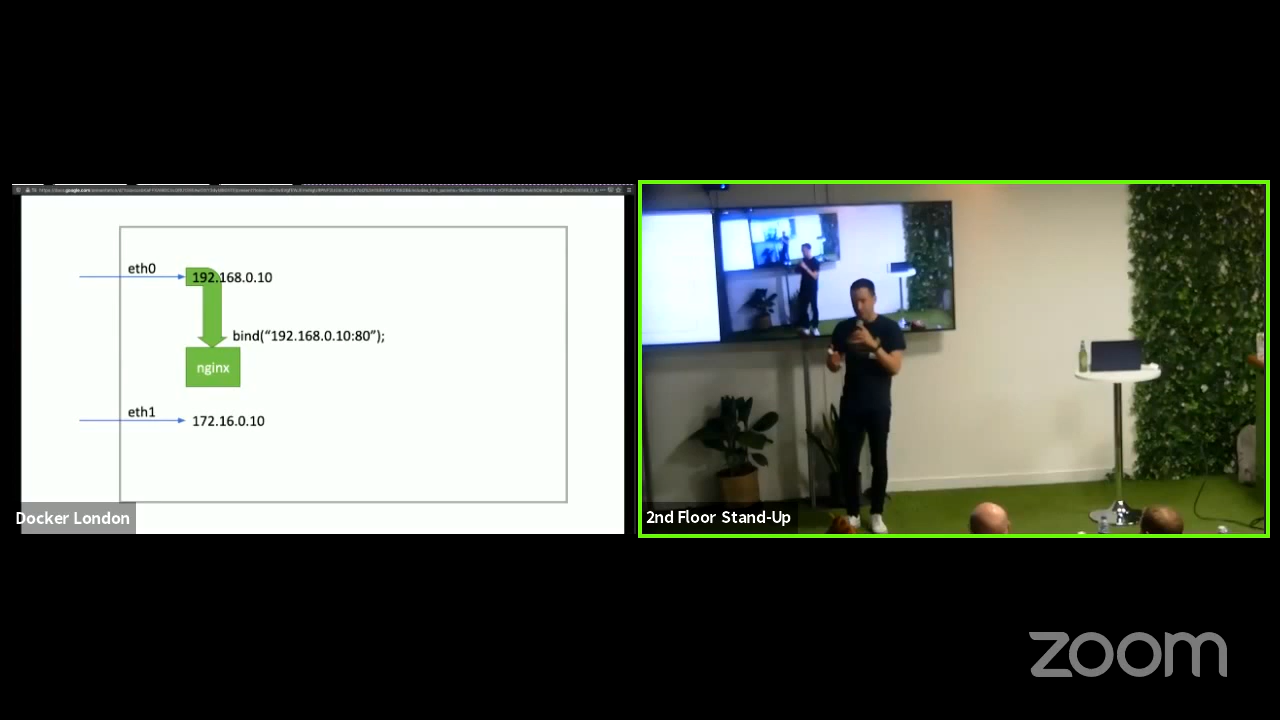 eth0
192.168.0.10
bind(“192.168.0.10:80”);
nginx
eth1
172.16.0.10
Docker London
2nd Floor Stand-Up
zoom